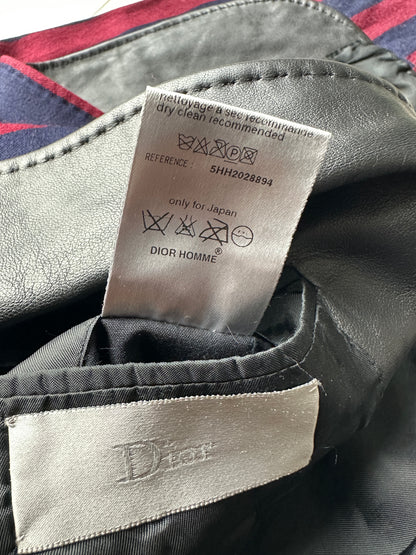 nettoyage a sec recommandé
dry clean recommended
P
REFERENCE : 5HH2028894
only for Japan
DIOR HOMME®
Dior